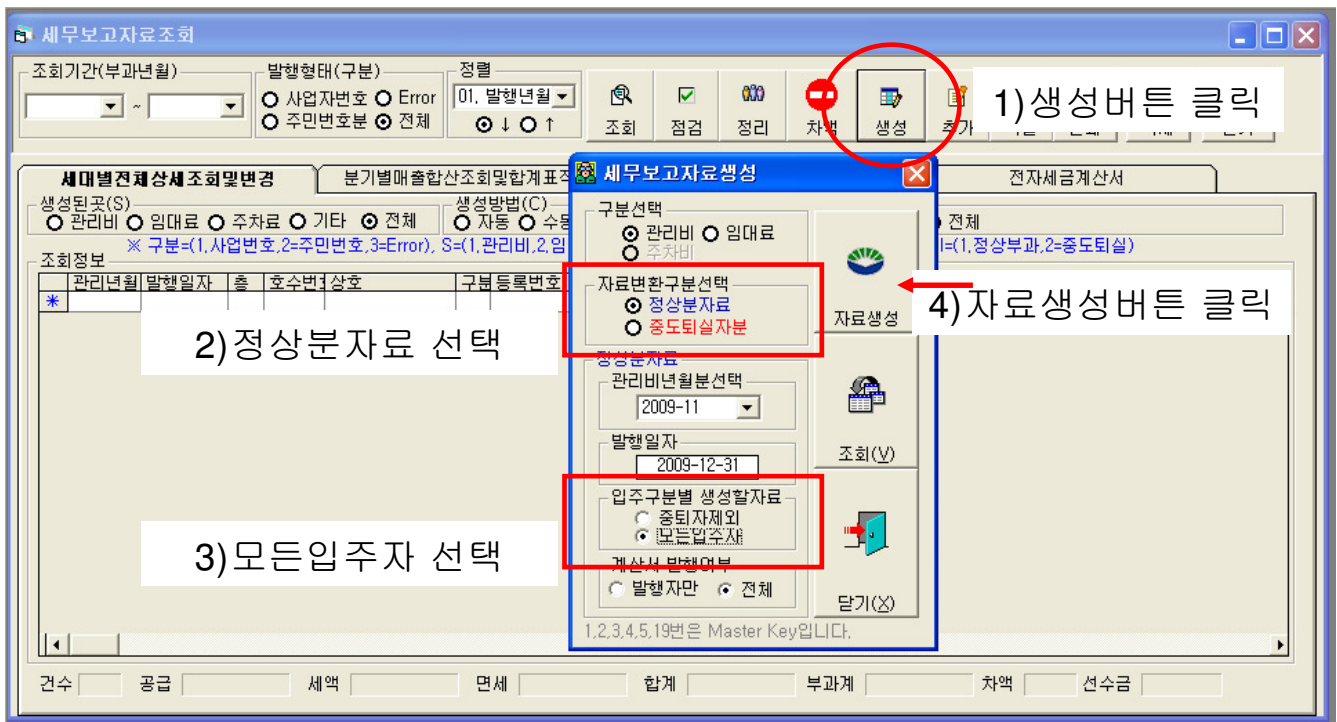 세무보고자료조회
조회기간(부과년월) 발행형태(구분) 정렬
~ 사업자번호 Error 01. 발행년월
주민번호분 전체 ↓ ↑
조회 점검 정리 차액 생성 추가
1)생성버튼 클릭
세대별전체상세조회및변경 분기별매출합산조회및합계표작 전자세금계산서
생성된곳(S) 생성방법(C)
관리비 임대료 주차료 기타 전체 자동 수동 전체
※ 구분=(1.사업번호,2=주민번호,3=Error), S=(1.관리비,2.임 I=(1.정상부과,2=중도퇴실)
조회정보
관리년월 발행일자 층 호수번호 상호 구분 등록번호
*
2)정상분자료 선택
3)모든입주자 선택
세무보고자료생성
구분선택
관리비 임대료
주차비
자료변환구분선택
정상분자료
중도퇴실자분
자료생성
4)자료생성버튼 클릭
정상분자료
관리비년월분선택
2009-11
발행일자
2009-12-31
조회(V)
입주구분별 생성할자료
중퇴자제외
모든입주자
계산서 발행여부
발행자만 전체
닫기(X)
1,2,3,4,5,19번은 Master Key입니다.
건수 공급 세액 면세 합계 부과계 차액 선수금